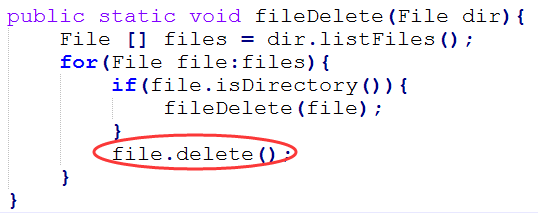 public static void fileDelete(File dir){
    File [] files = dir.listFiles();
    for(File file:files){
        if(file.isDirectory()){
            fileDelete(file);
        }
        file.delete();
    }
}